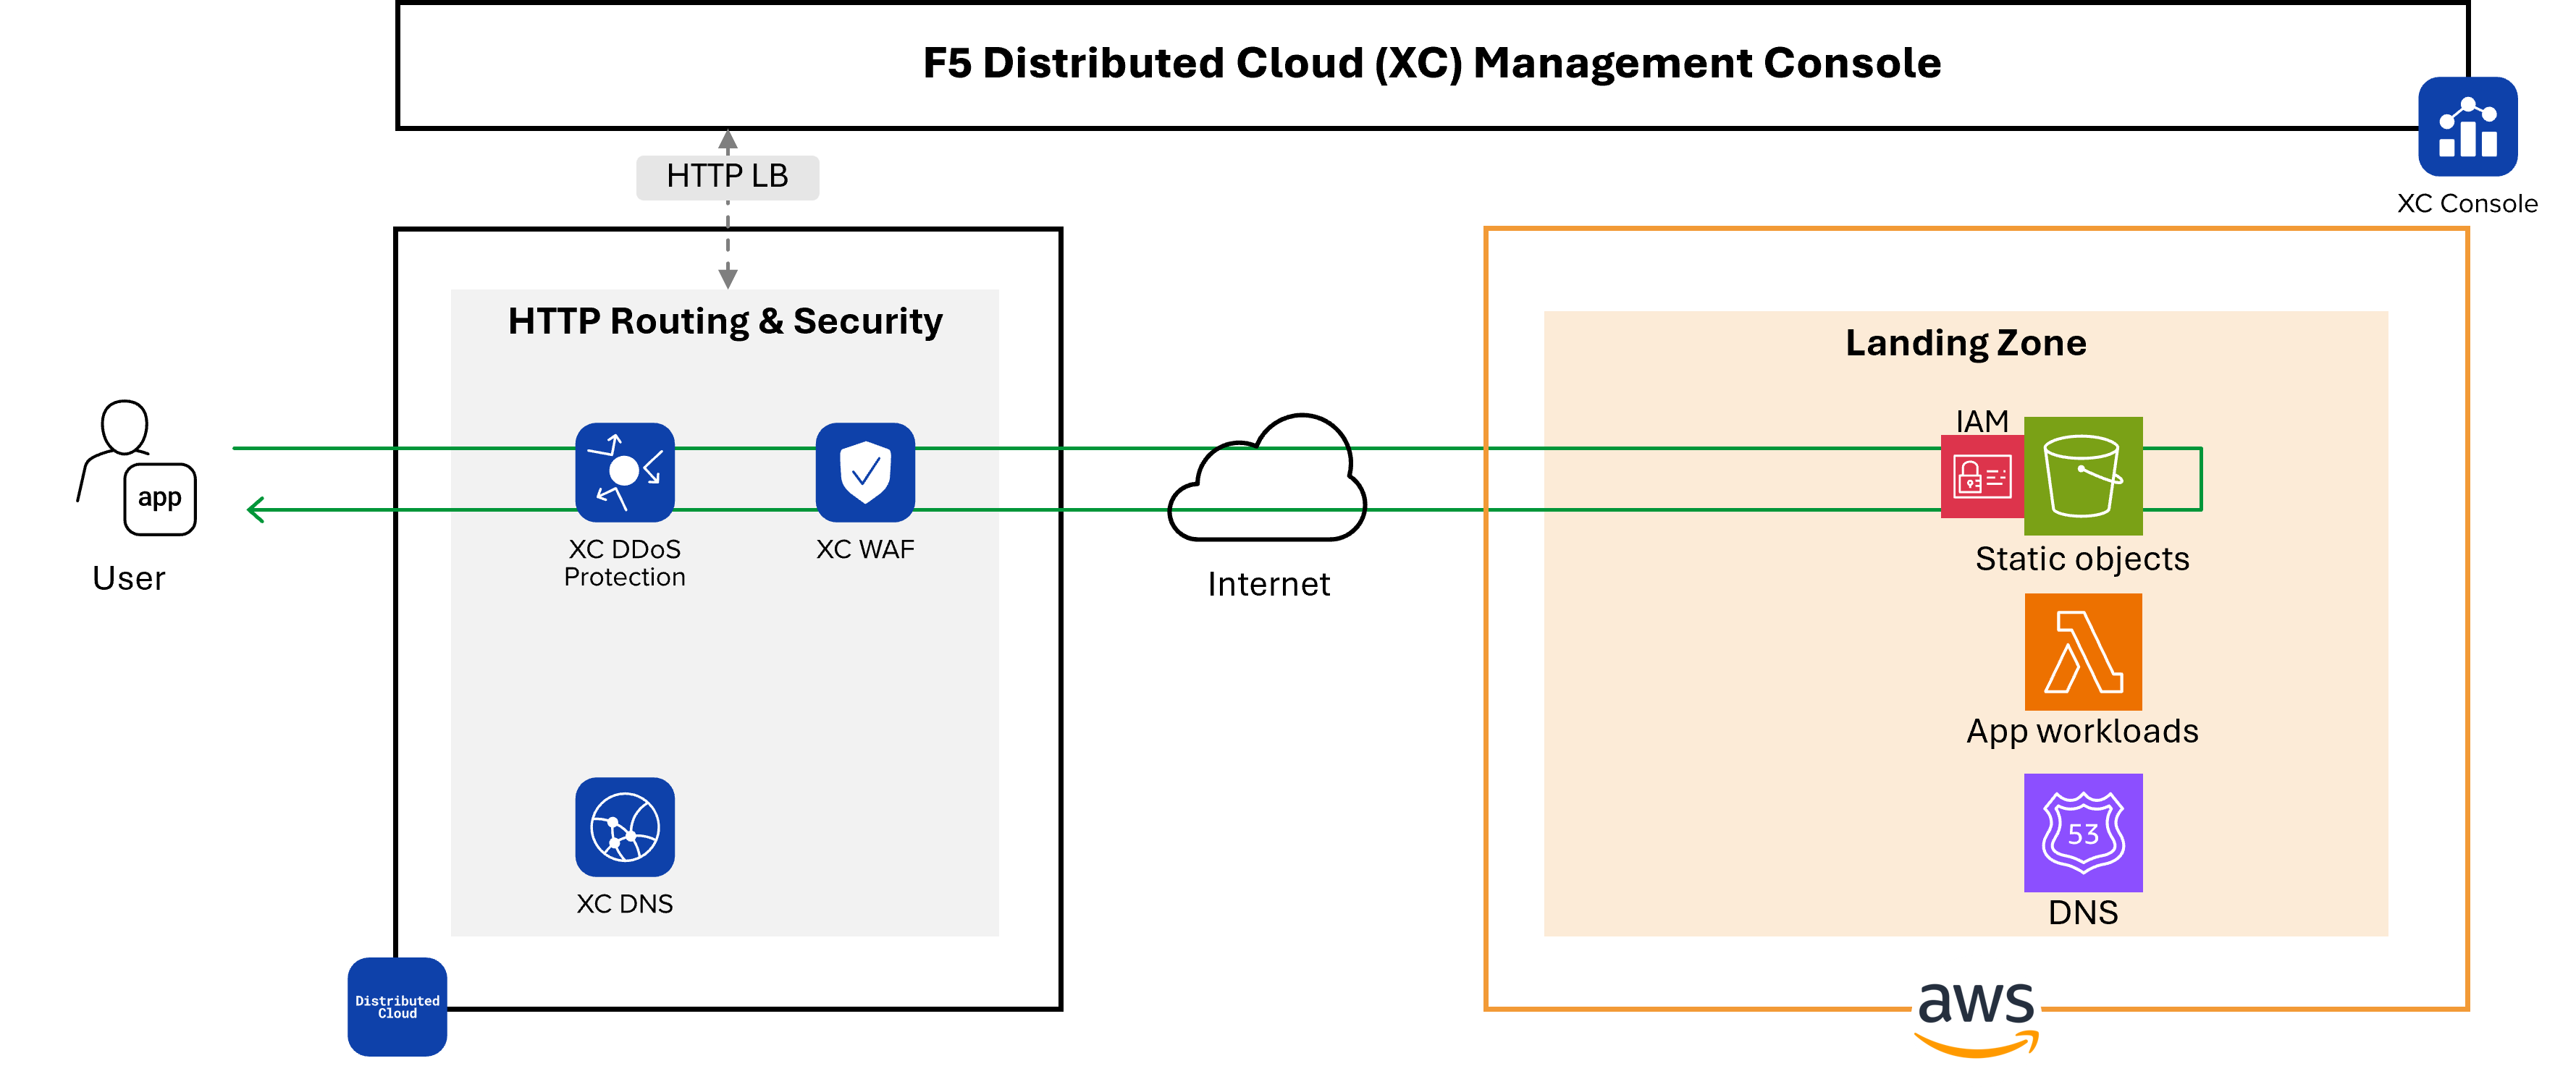 F5 Distributed Cloud (XC) Management Console
HTTP LB
XC Console
HTTP Routing & Security
Landing Zone
IAM
app
User
XC DDoS
Protection
XC WAF
Internet
Static objects
App workloads
53
XC DNS
DNS
Distributed
Cloud
aws